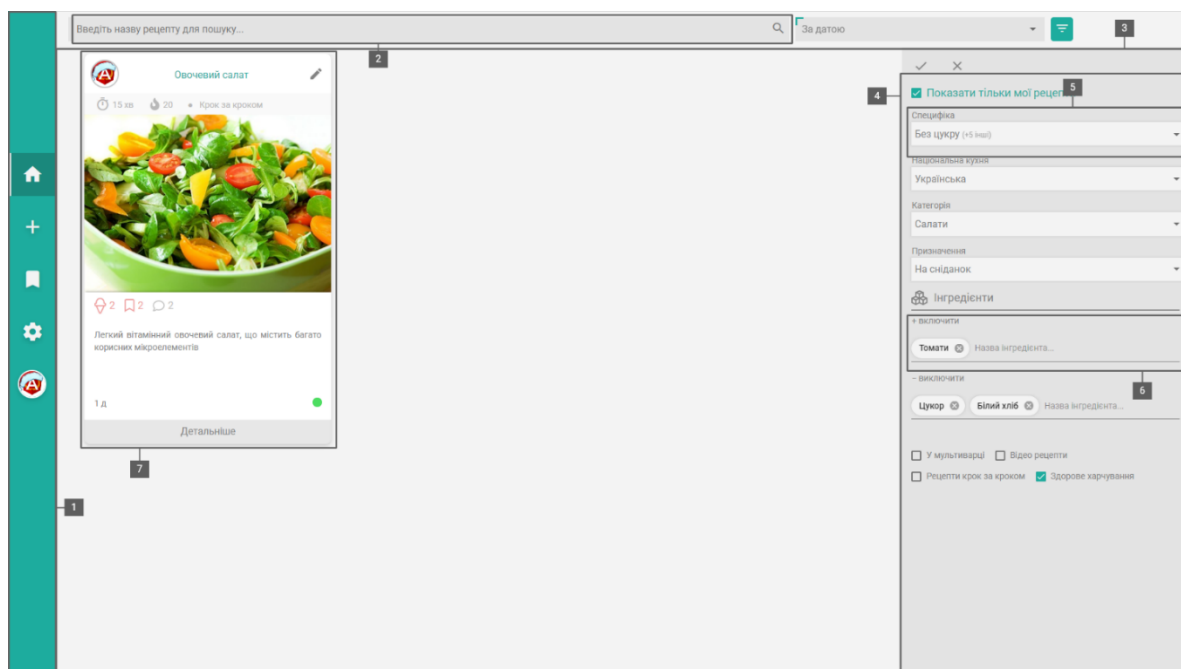 Введіть назву рецепту для пошуку...
За датою
3
2
Овочевий салат
15 хв 20 • Крок за кроком
4
Показати тільки мої рецеп
5
Специфіка
Без цукру (+5 інші)
Національна кухня
Українська
Категорія
Салати
Призначення
На сніданок
Інгредієнти
+ включити
Томати Назва інгредієнта...
6
– виключити
Цукор Білий хліб Назва інгредієнта...
У мультиварці Відео рецепти
Рецепти крок за кроком Здорове харчування
2 2 2
Легкий вітамінний овочевий салат, що містить багато
корисних мікроелементів
1 д
Детальніше
7
1